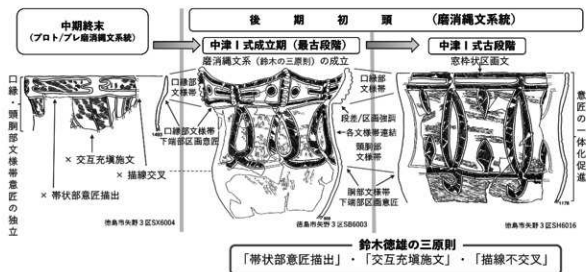 中期終末
(プロト/プレ磨消縄文系統)
後期初頭(磨消縄文系統)
中津Ⅰ式成立期(最古段階)
磨消縄文系(鈴木の三原則)の成立
中津Ⅰ式古段階
窓枠状区画文
口縁・頭胴部文様帯意匠の独立
口縁部
文様帯
口縁部文様帯
下端部区画意匠
× 交互充填施文
× 描線交叉
× 帯状部意匠描出
徳島市矢野3区SX6004
段差/区画強調
各文様帯連結
頭胴部
文様帯
胴部文様帯
下端部区画意匠
徳島市矢野3区SB6003
口縁部
文様帯
意匠の一体化促進
1178
徳島市矢野3区SH6016
鈴木徳雄の三原則
「帯状部意匠描出」・「交互充填施文」・「描線不交叉」